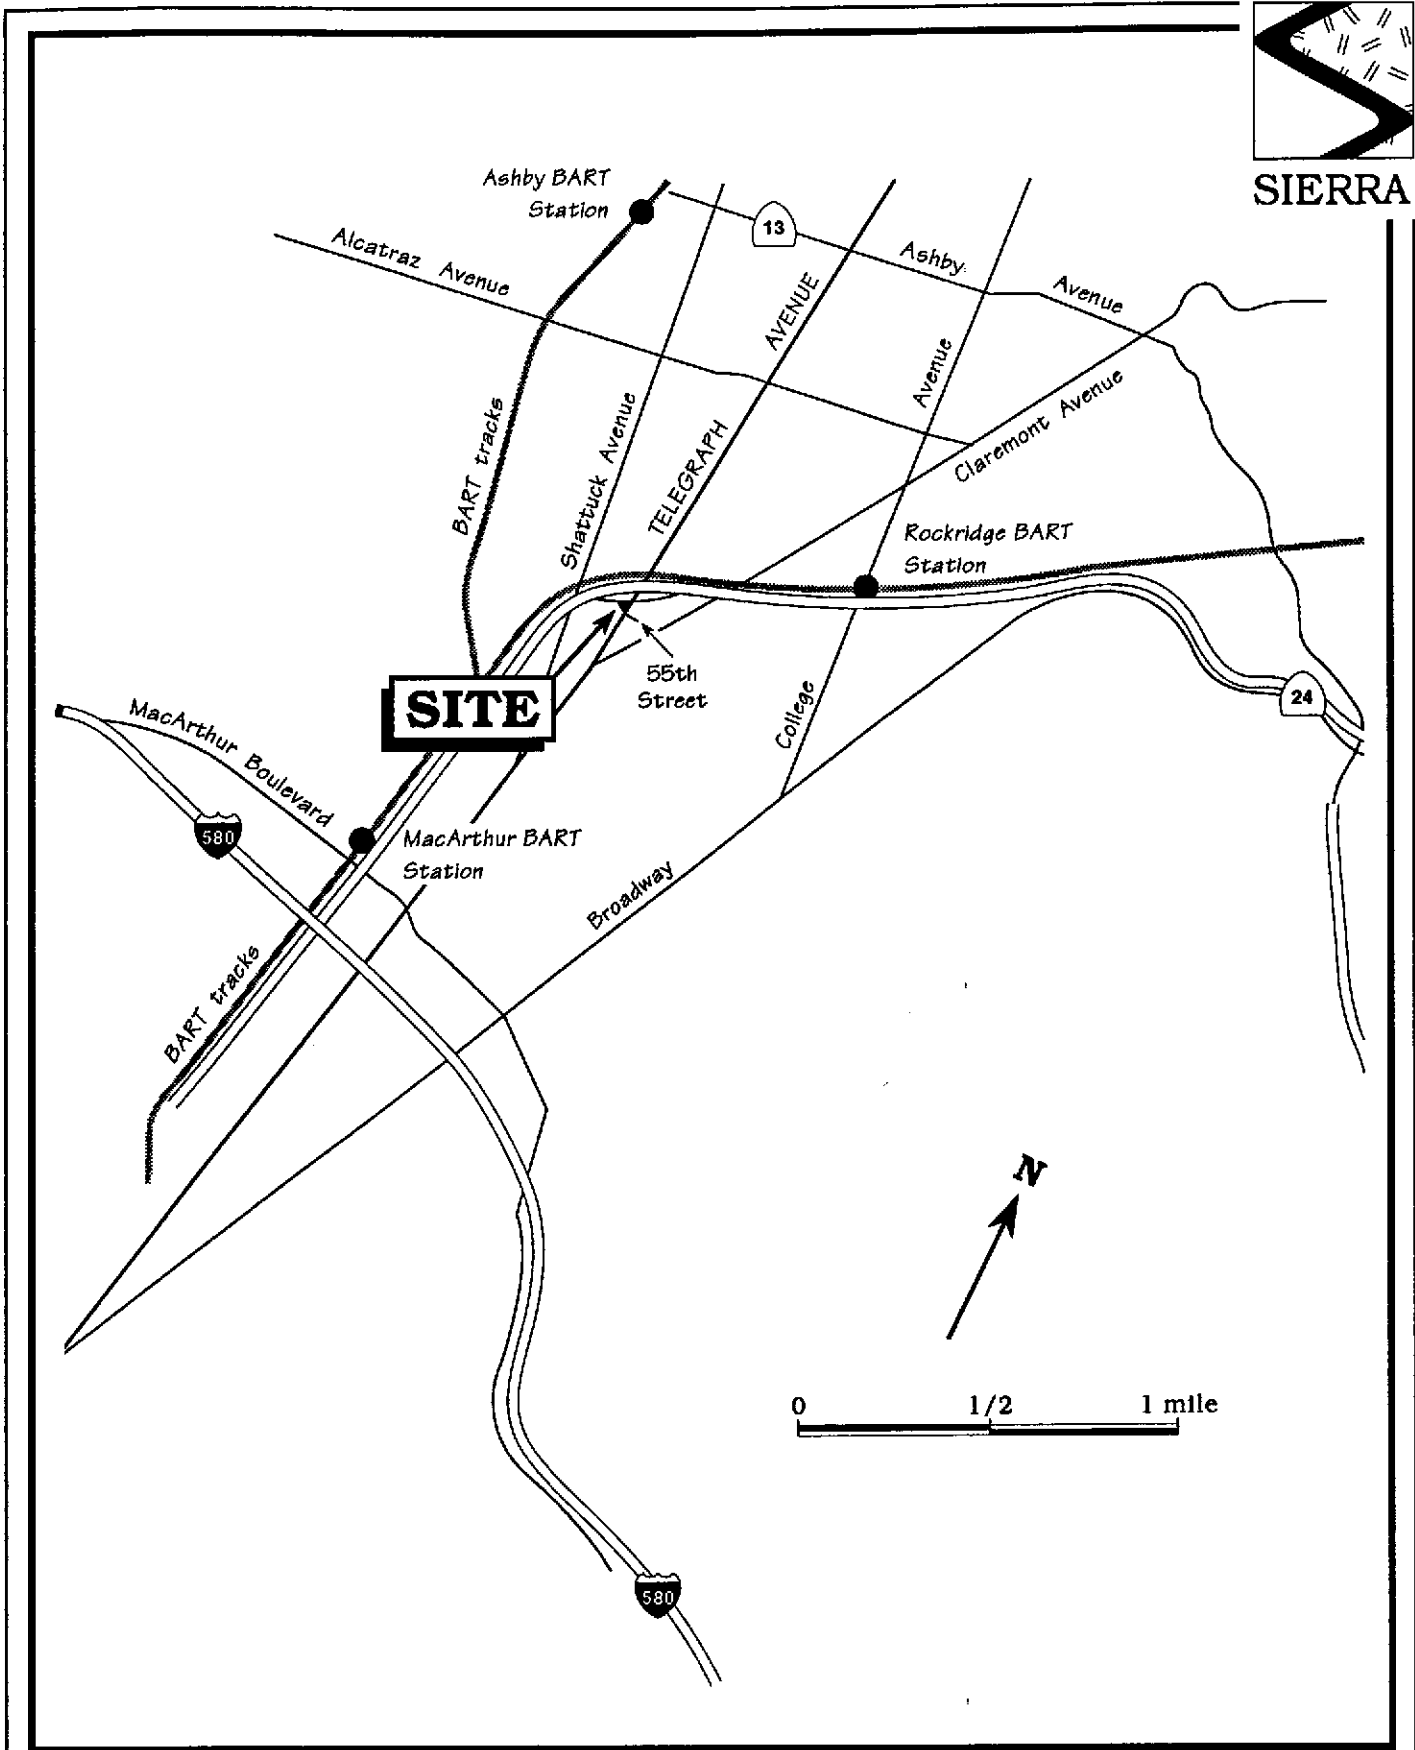 SIERRA
Ashby BART
Station
13
Alcatraz Avenue
Ashby Avenue
AVENUE
Avenue
Shattuck Avenue
BART tracks
TELEGRAPH
Claremont Avenue
Rockridge BART
Station
55th
Street
SITE
24
College
MacArthur Boulevard
580
MacArthur BART
Station
Broadway
BART tracks
N
0 1/2 1 mile
580